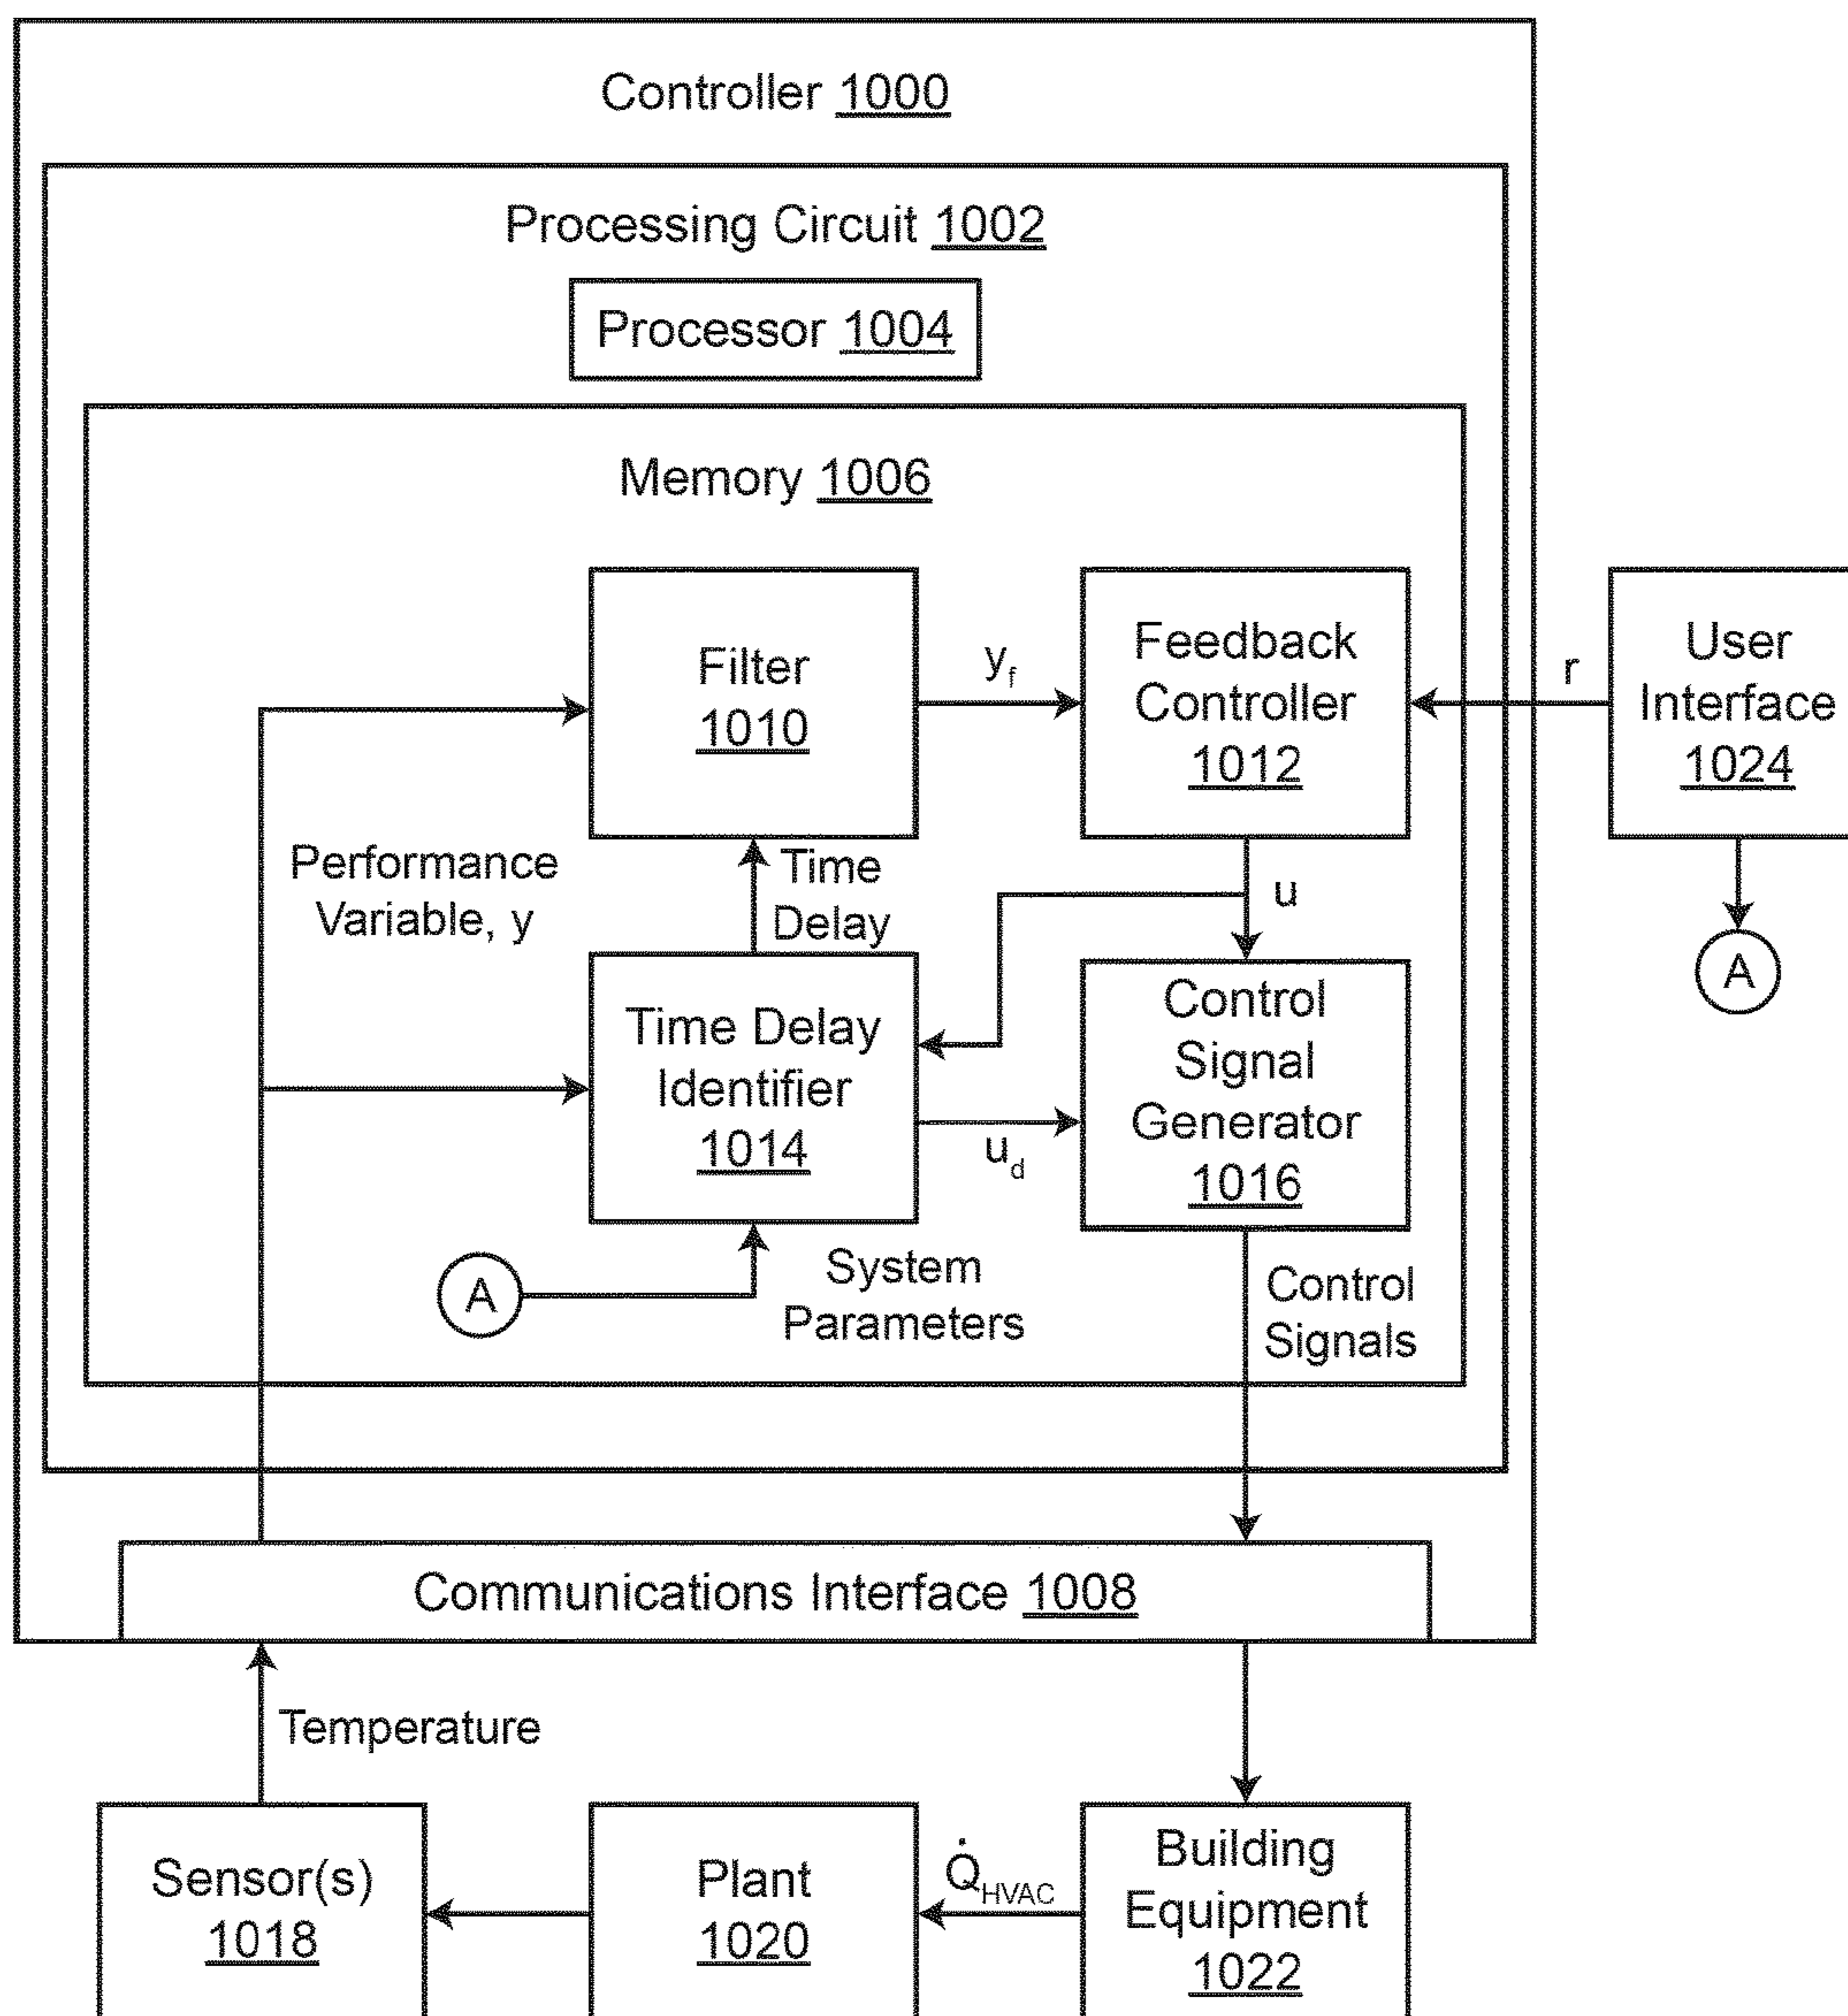 Controller 1000
Processing Circuit 1002
Processor 1004
Memory 1006
Filter
1010
y_f
Feedback
Controller
1012
r
User
Interface
1024
Performance
Variable, y
Time
Delay
u
A
Time Delay
Identifier
1014
u_d
Control
Signal
Generator
1016
A
System
Parameters
Control
Signals
Communications Interface 1008
Temperature
Sensor(s)
1018
Plant
1020
Q̇_HVAC
Building
Equipment
1022